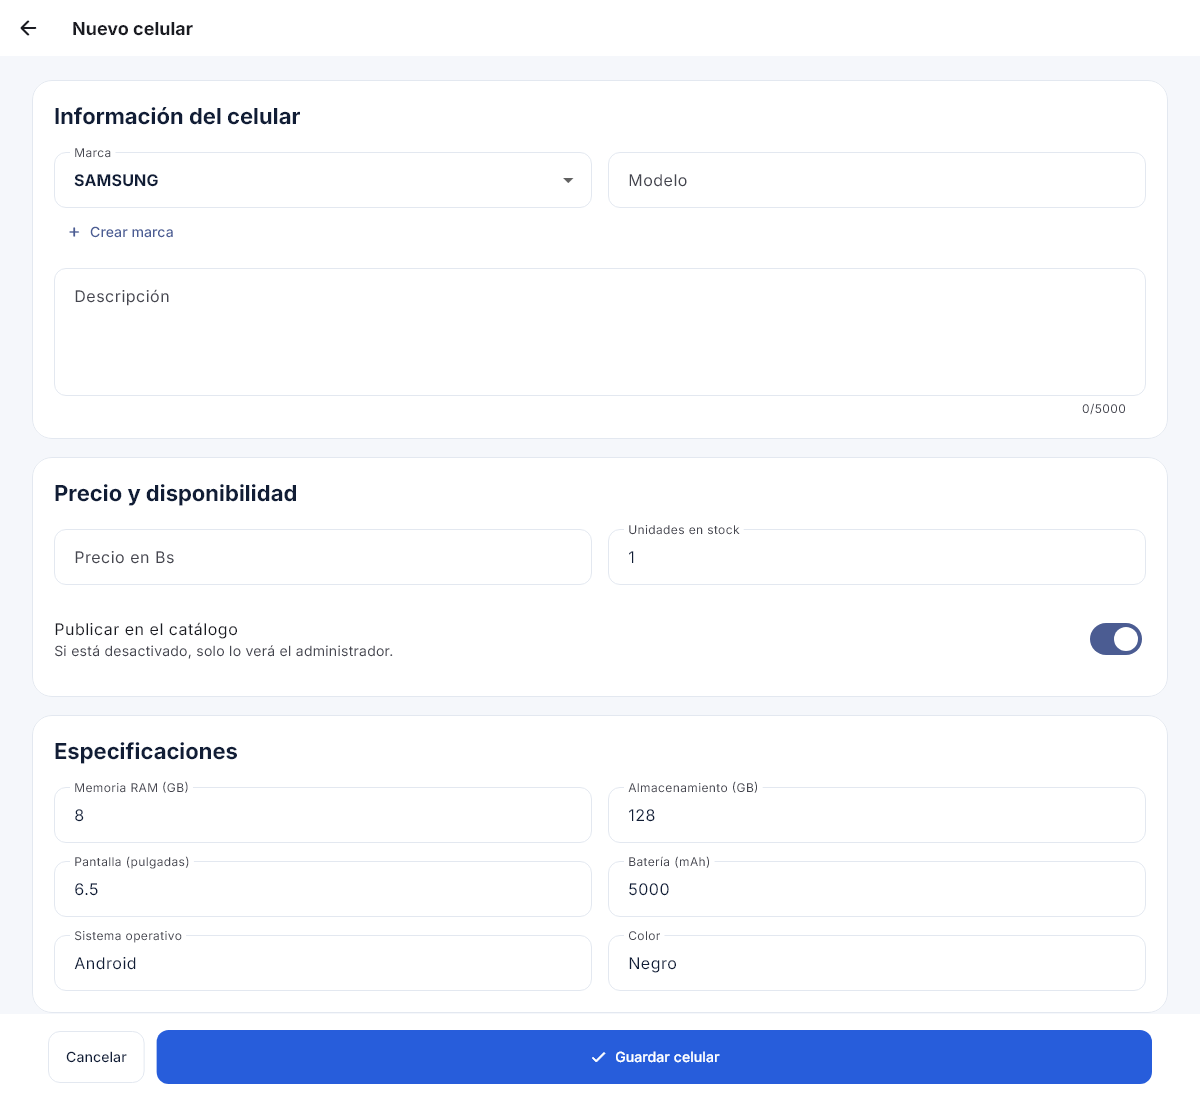 Nuevo celular
Información del celular
Marca
SAMSUNG
Modelo
+ Crear marca
Descripción
0/5000
Precio y disponibilidad
Precio en Bs
Unidades en stock
1
Publicar en el catálogo
Si está desactivado, solo lo verá el administrador.
Especificaciones
Memoria RAM (GB)
8
Almacenamiento (GB)
128
Pantalla (pulgadas)
6.5
Batería (mAh)
5000
Sistema operativo
Android
Color
Negro
Cancelar
Guardar celular